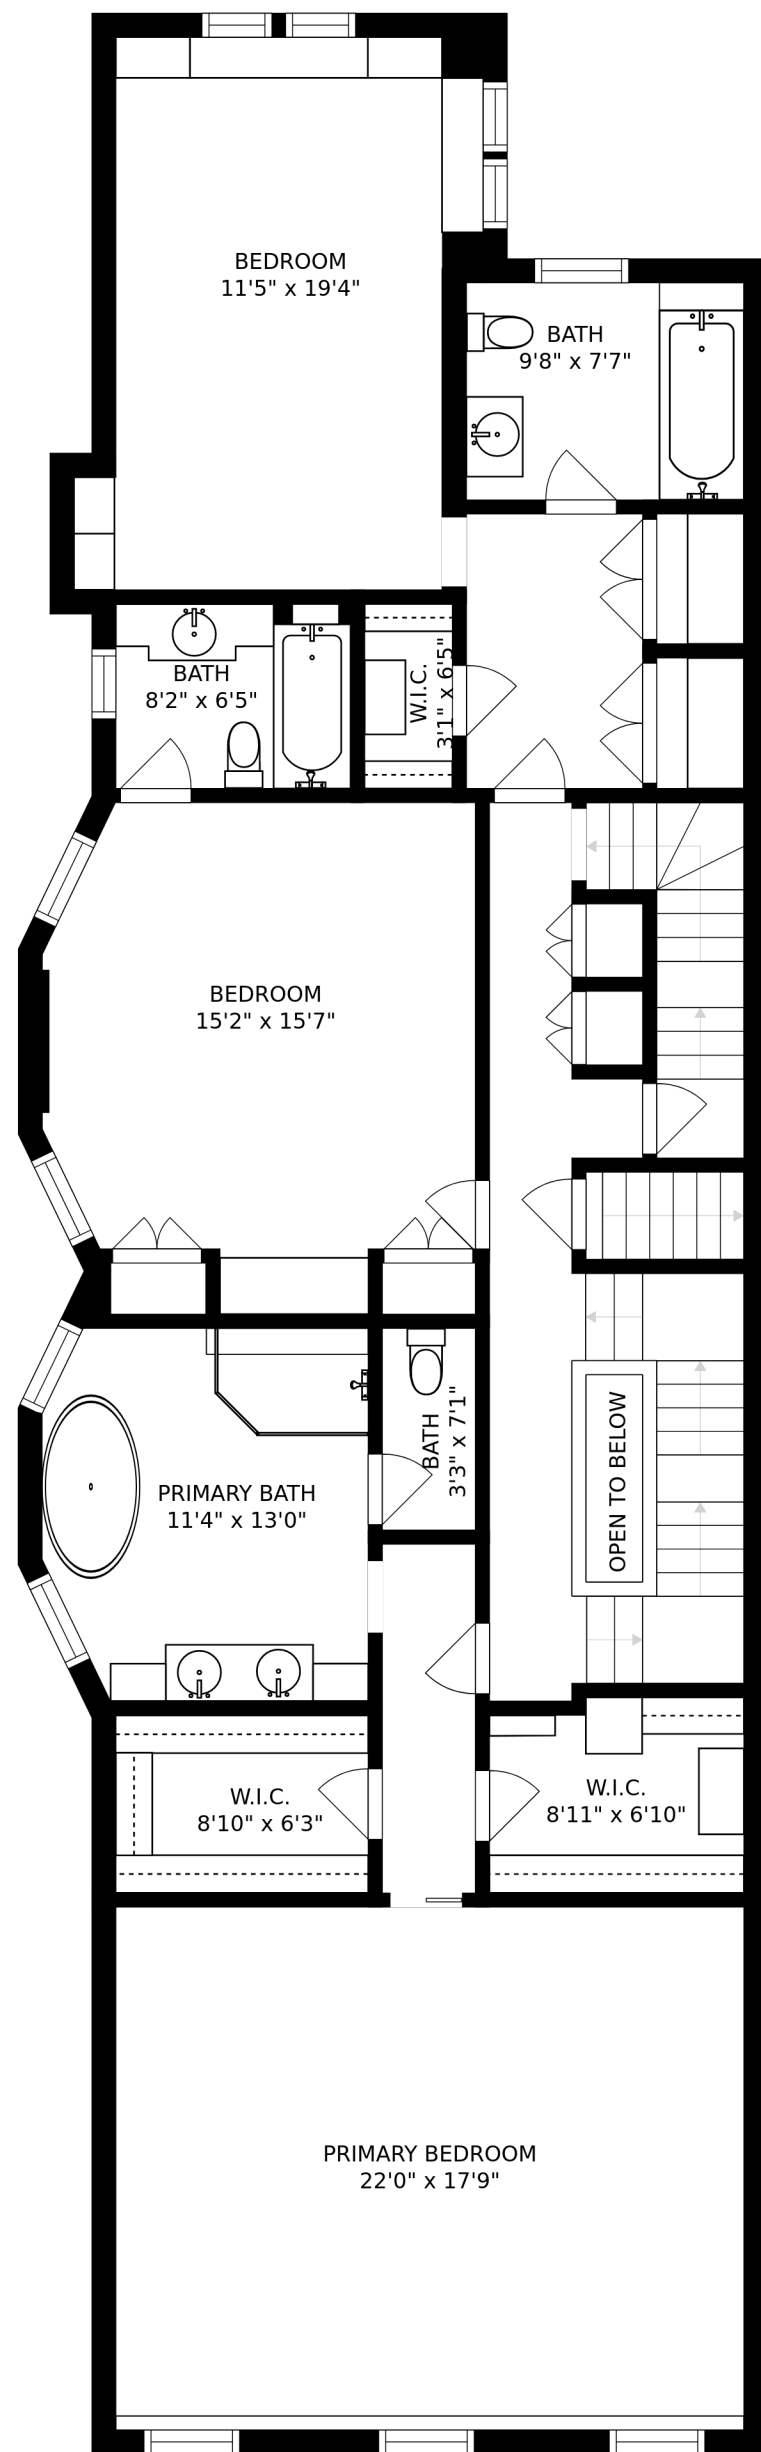 BEDROOM
11'5" x 19'4"
BATH
9'8" x 7'7"
BATH
8'2" x 6'5"
W.I.C.
3'1" x 6'5"
BEDROOM
15'2" x 15'7"
BATH
3'3" x 7'1"
OPEN TO BELOW
PRIMARY BATH
11'4" x 13'0"
W.I.C.
8'10" x 6'3"
W.I.C.
8'11" x 6'10"
PRIMARY BEDROOM
22'0" x 17'9"